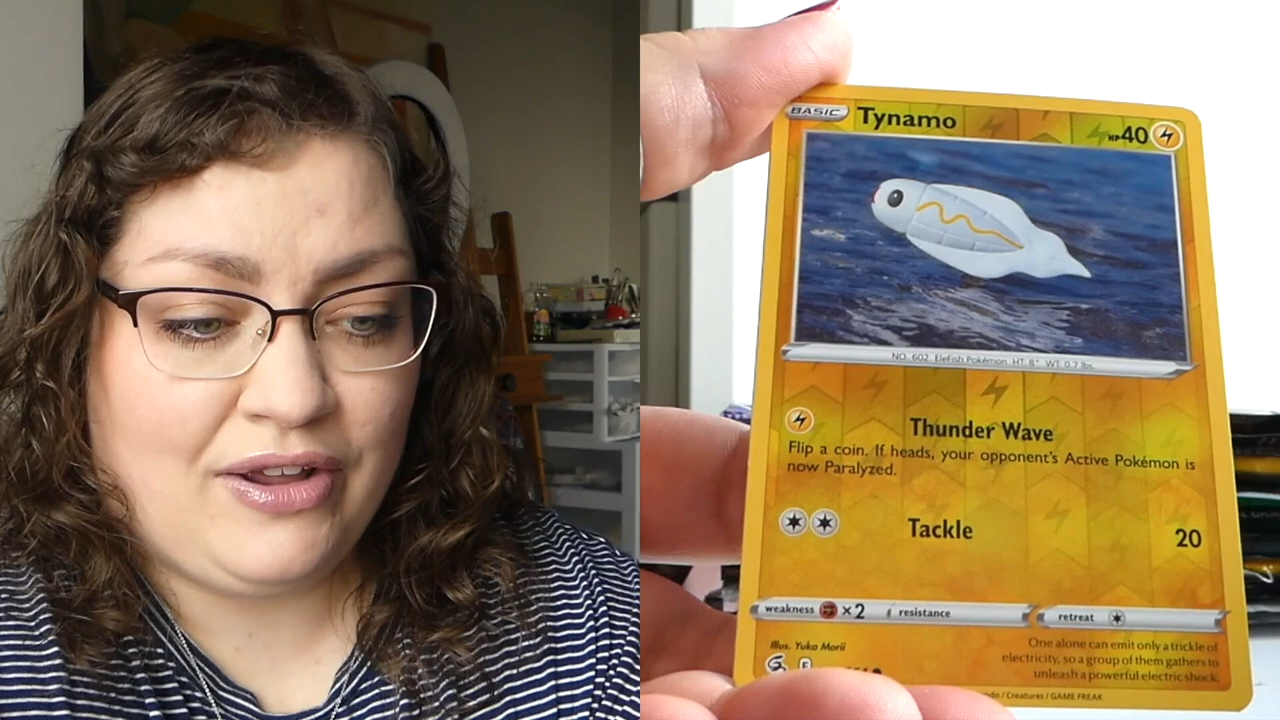 BASIC Tynamo HP 40
NO. 602 EleFish Pokémon HT: 8" WT: 0.7 lbs.
Thunder Wave
Flip a coin. If heads, your opponent's Active Pokémon is
now Paralyzed.
Tackle 20
weakness ×2 resistance retreat
Illus. Yuka Morii
One alone can emit only a trickle of
electricity, so a group of them gathers to
unleash a powerful electric shock.
/ Creatures / GAME FREAK